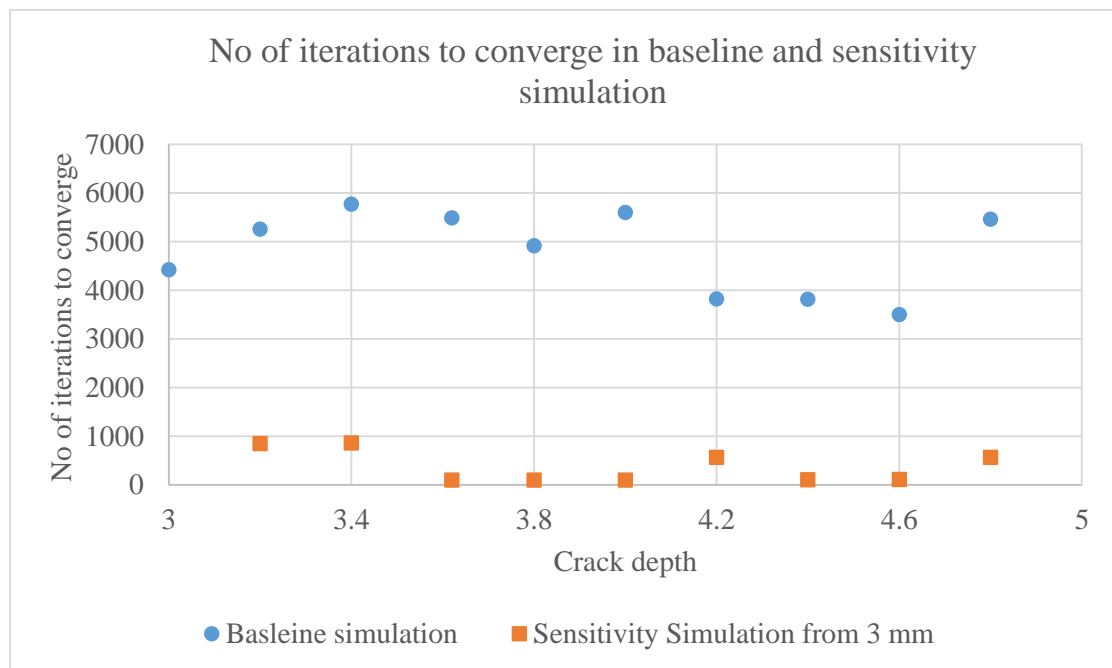 No of iterations to converge in baseline and sensitivity
simulation
7000
6000
5000
4000
3000
2000
1000
0
No of iterations to converge
3 3.4 3.8 4.2 4.6 5
Crack depth
Basleine simulation Sensitivity Simulation from 3 mm